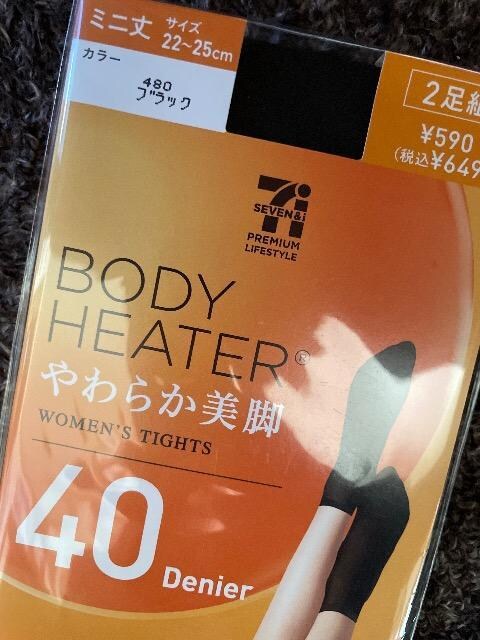 ミニ丈 サイズ
22~25cm
カラー
480
ブラック
2足組
¥590
(税込¥649
7i
SEVEN&i
PREMIUM
LIFESTYLE
BODY
HEATER®
やわらか美脚
WOMEN'S TIGHTS
40 Denier